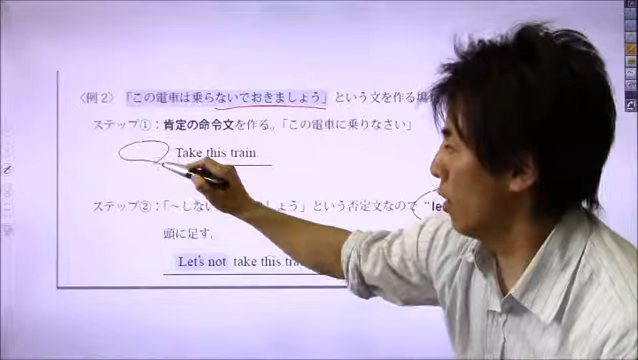 〈例2〉「この電車は乗らないでおきましょう」という文を作る場
ステップ①：肯定の命令文を作る。「この電車に乗りなさい」
Take this train.
ステップ②：「～しない しょう」という否定文なので "le
頭に足す。
Let's not take this tra